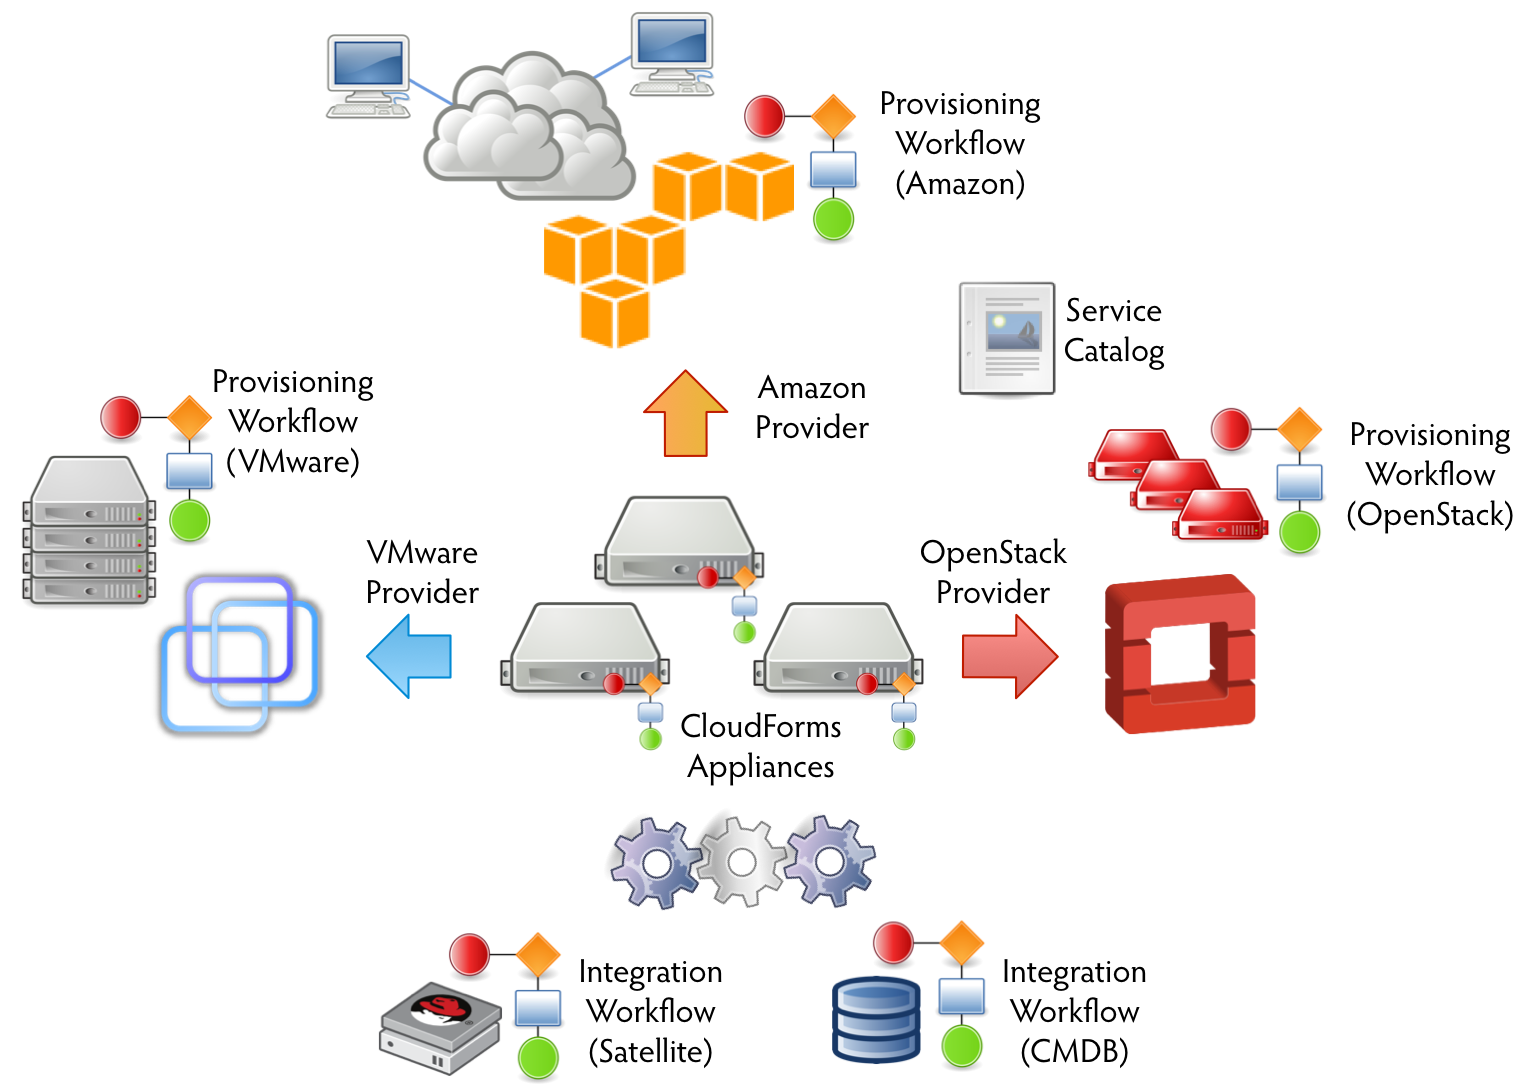 Provisioning
Workflow
(Amazon)
Service
Catalog
Provisioning
Workflow
(VMware)
Amazon
Provider
Provisioning
Workflow
(OpenStack)
VMware
Provider
OpenStack
Provider
CloudForms
Appliances
Integration
Workflow
(Satellite)
Integration
Workflow
(CMDB)